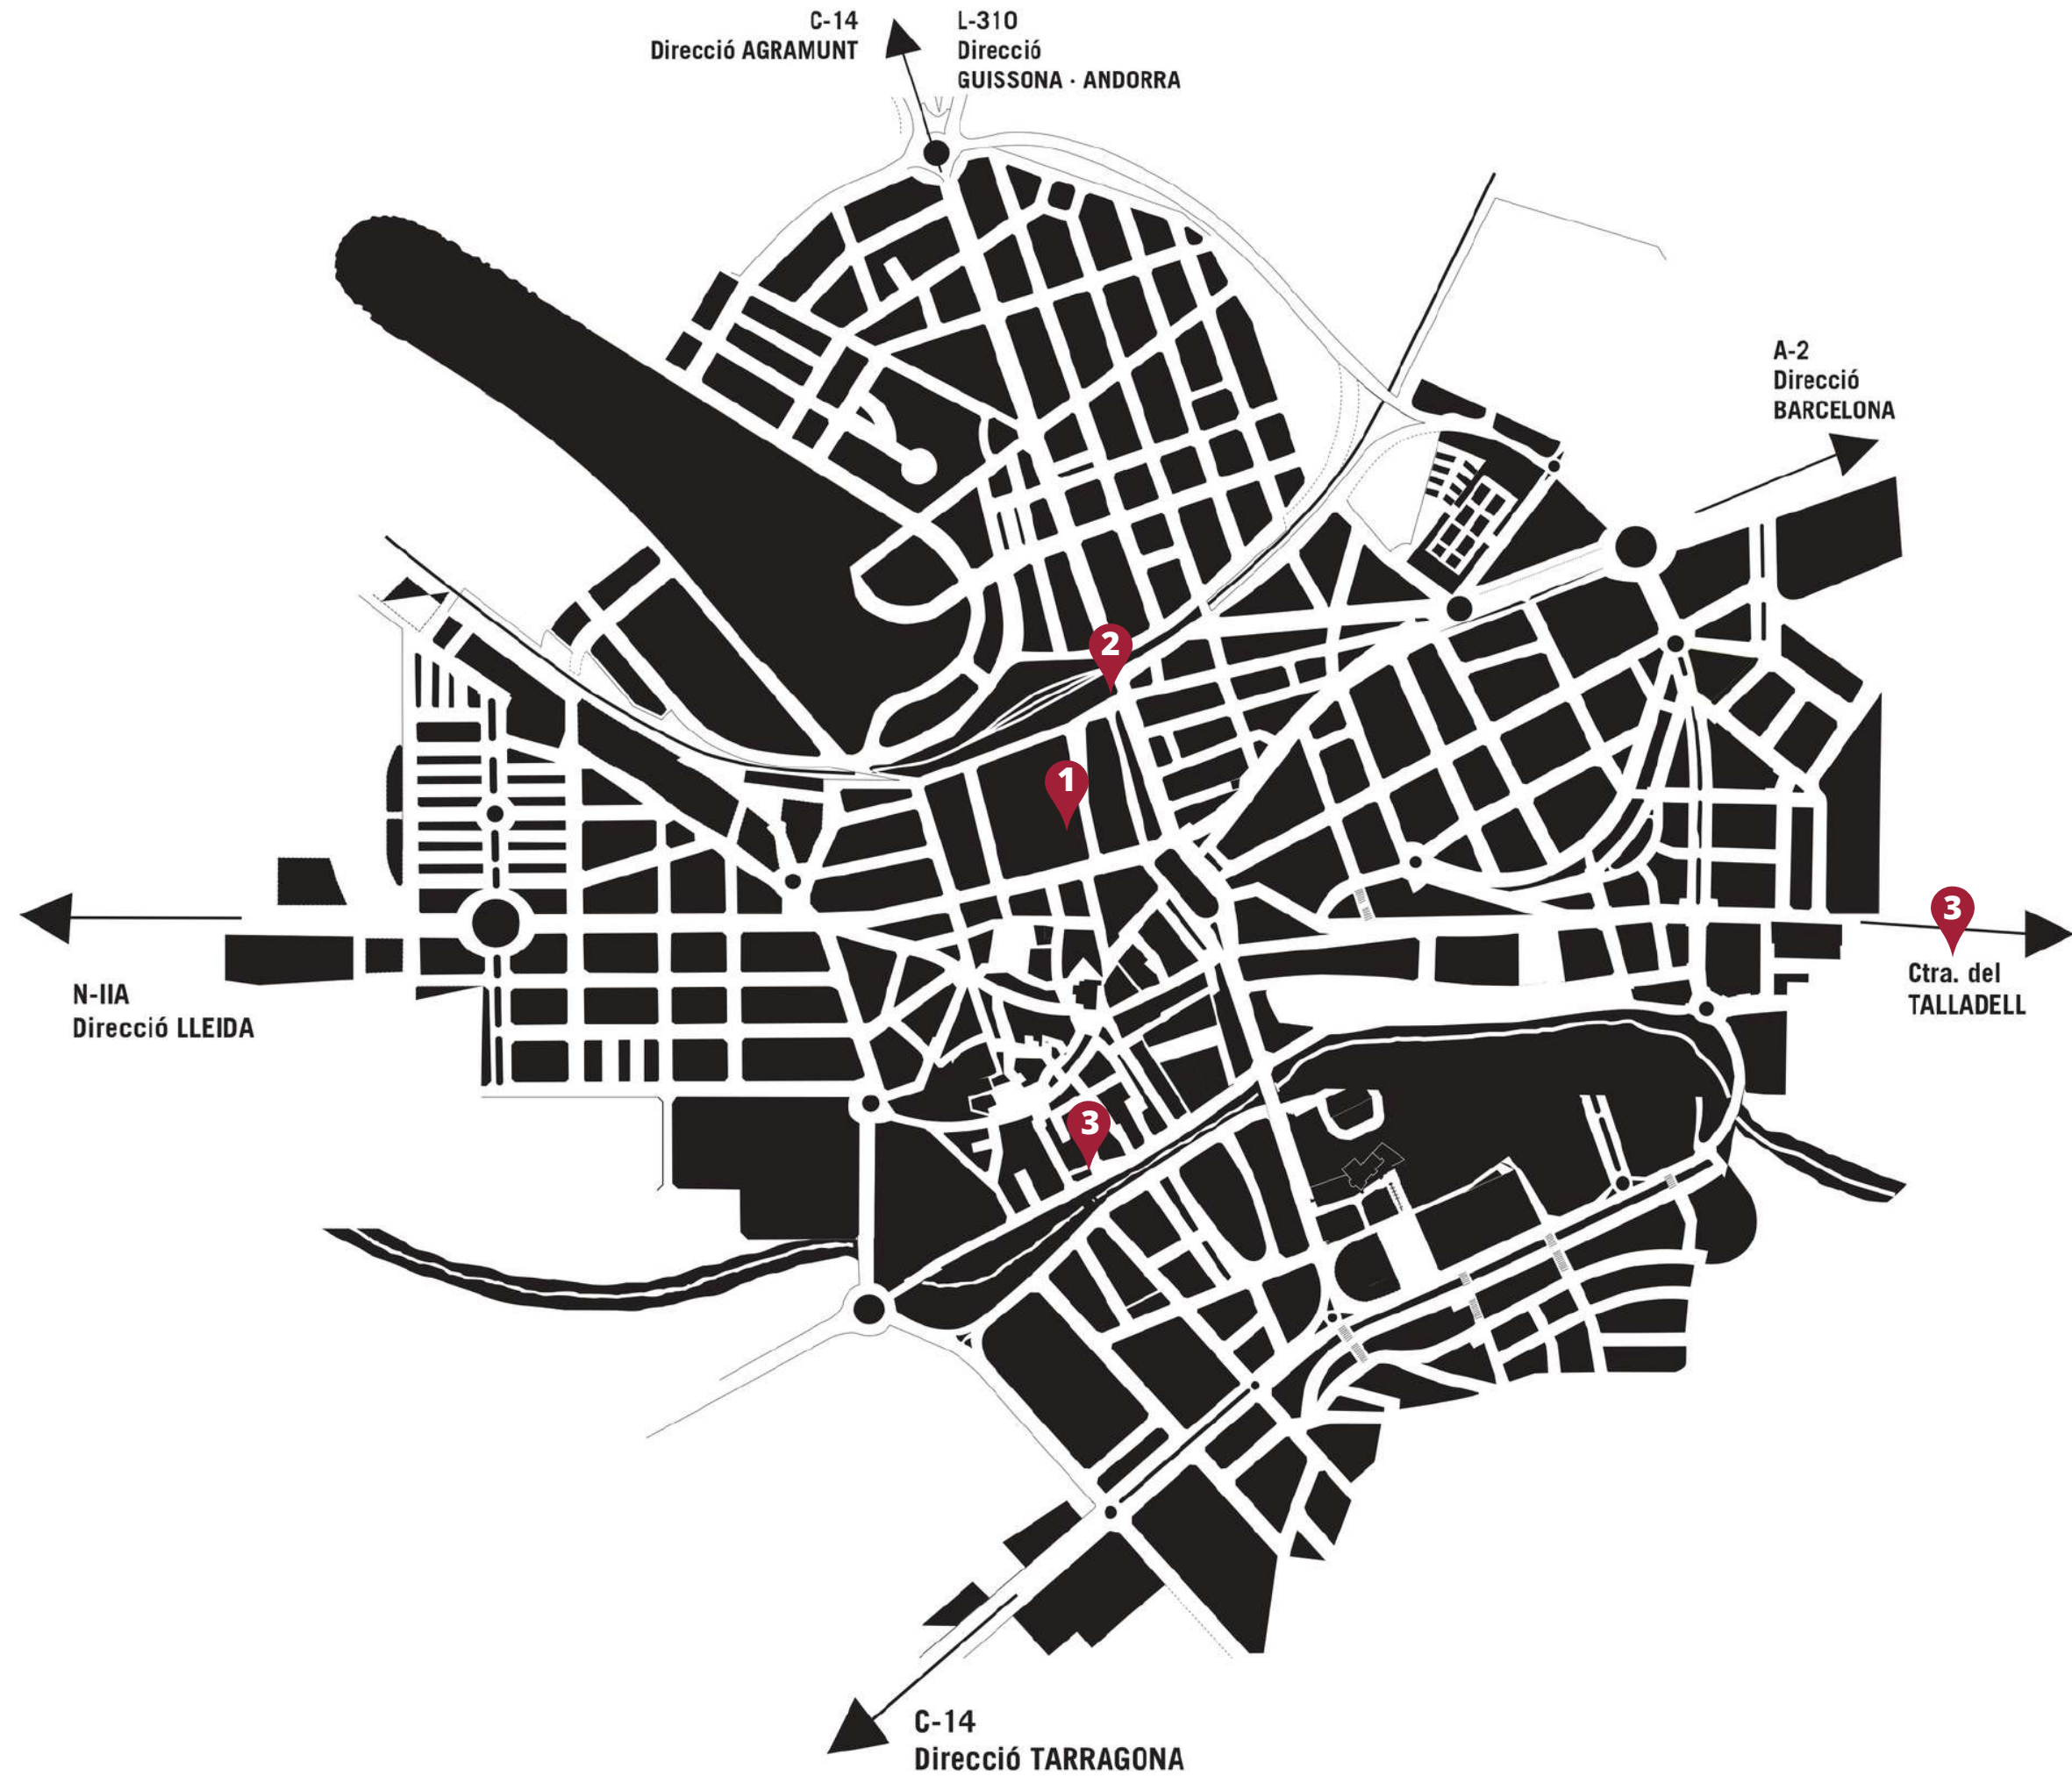 C-14
Direcció AGRAMUNT
L-310
Direcció
GUISSONA · ANDORRA
A-2
Direcció
BARCELONA
2
1
3
Ctra. del
TALLADELL
N-IIA
Direcció LLEIDA
3
C-14
Direcció TARRAGONA